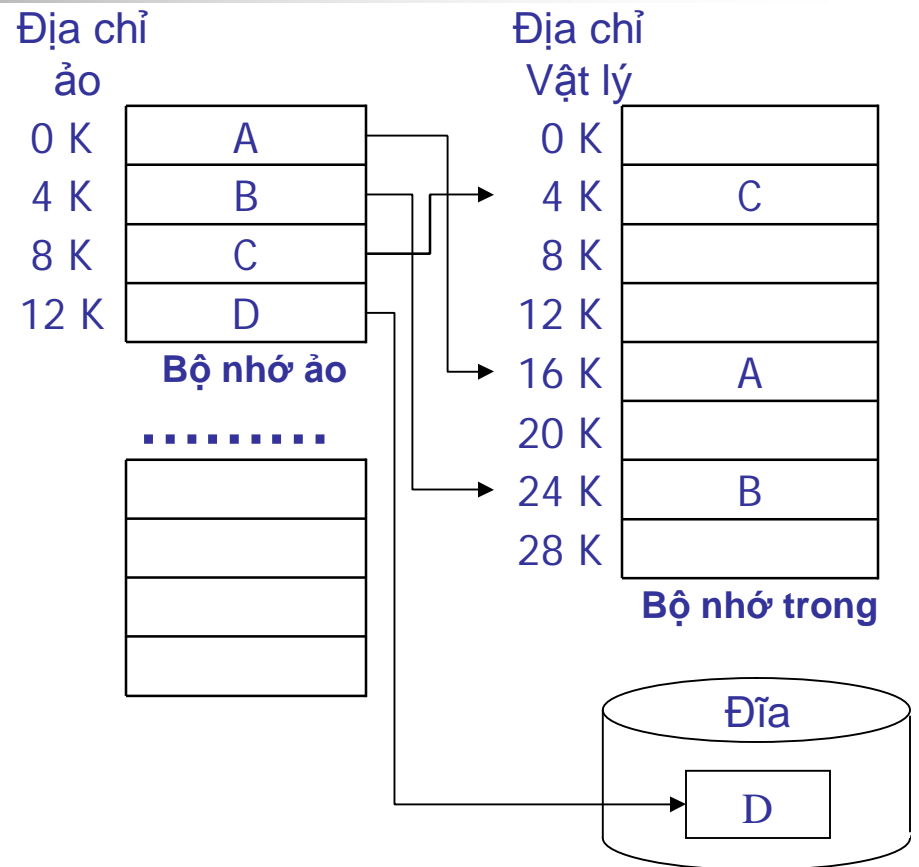 Địa chỉ
ảo
0 K
A
4 K
B
8 K
C
12 K
D
Bộ nhớ ảo
.........
Địa chỉ
Vật lý
0 K
4 K
C
8 K
12 K
16 K
A
20 K
24 K
B
28 K
Bộ nhớ trong
Đĩa
D